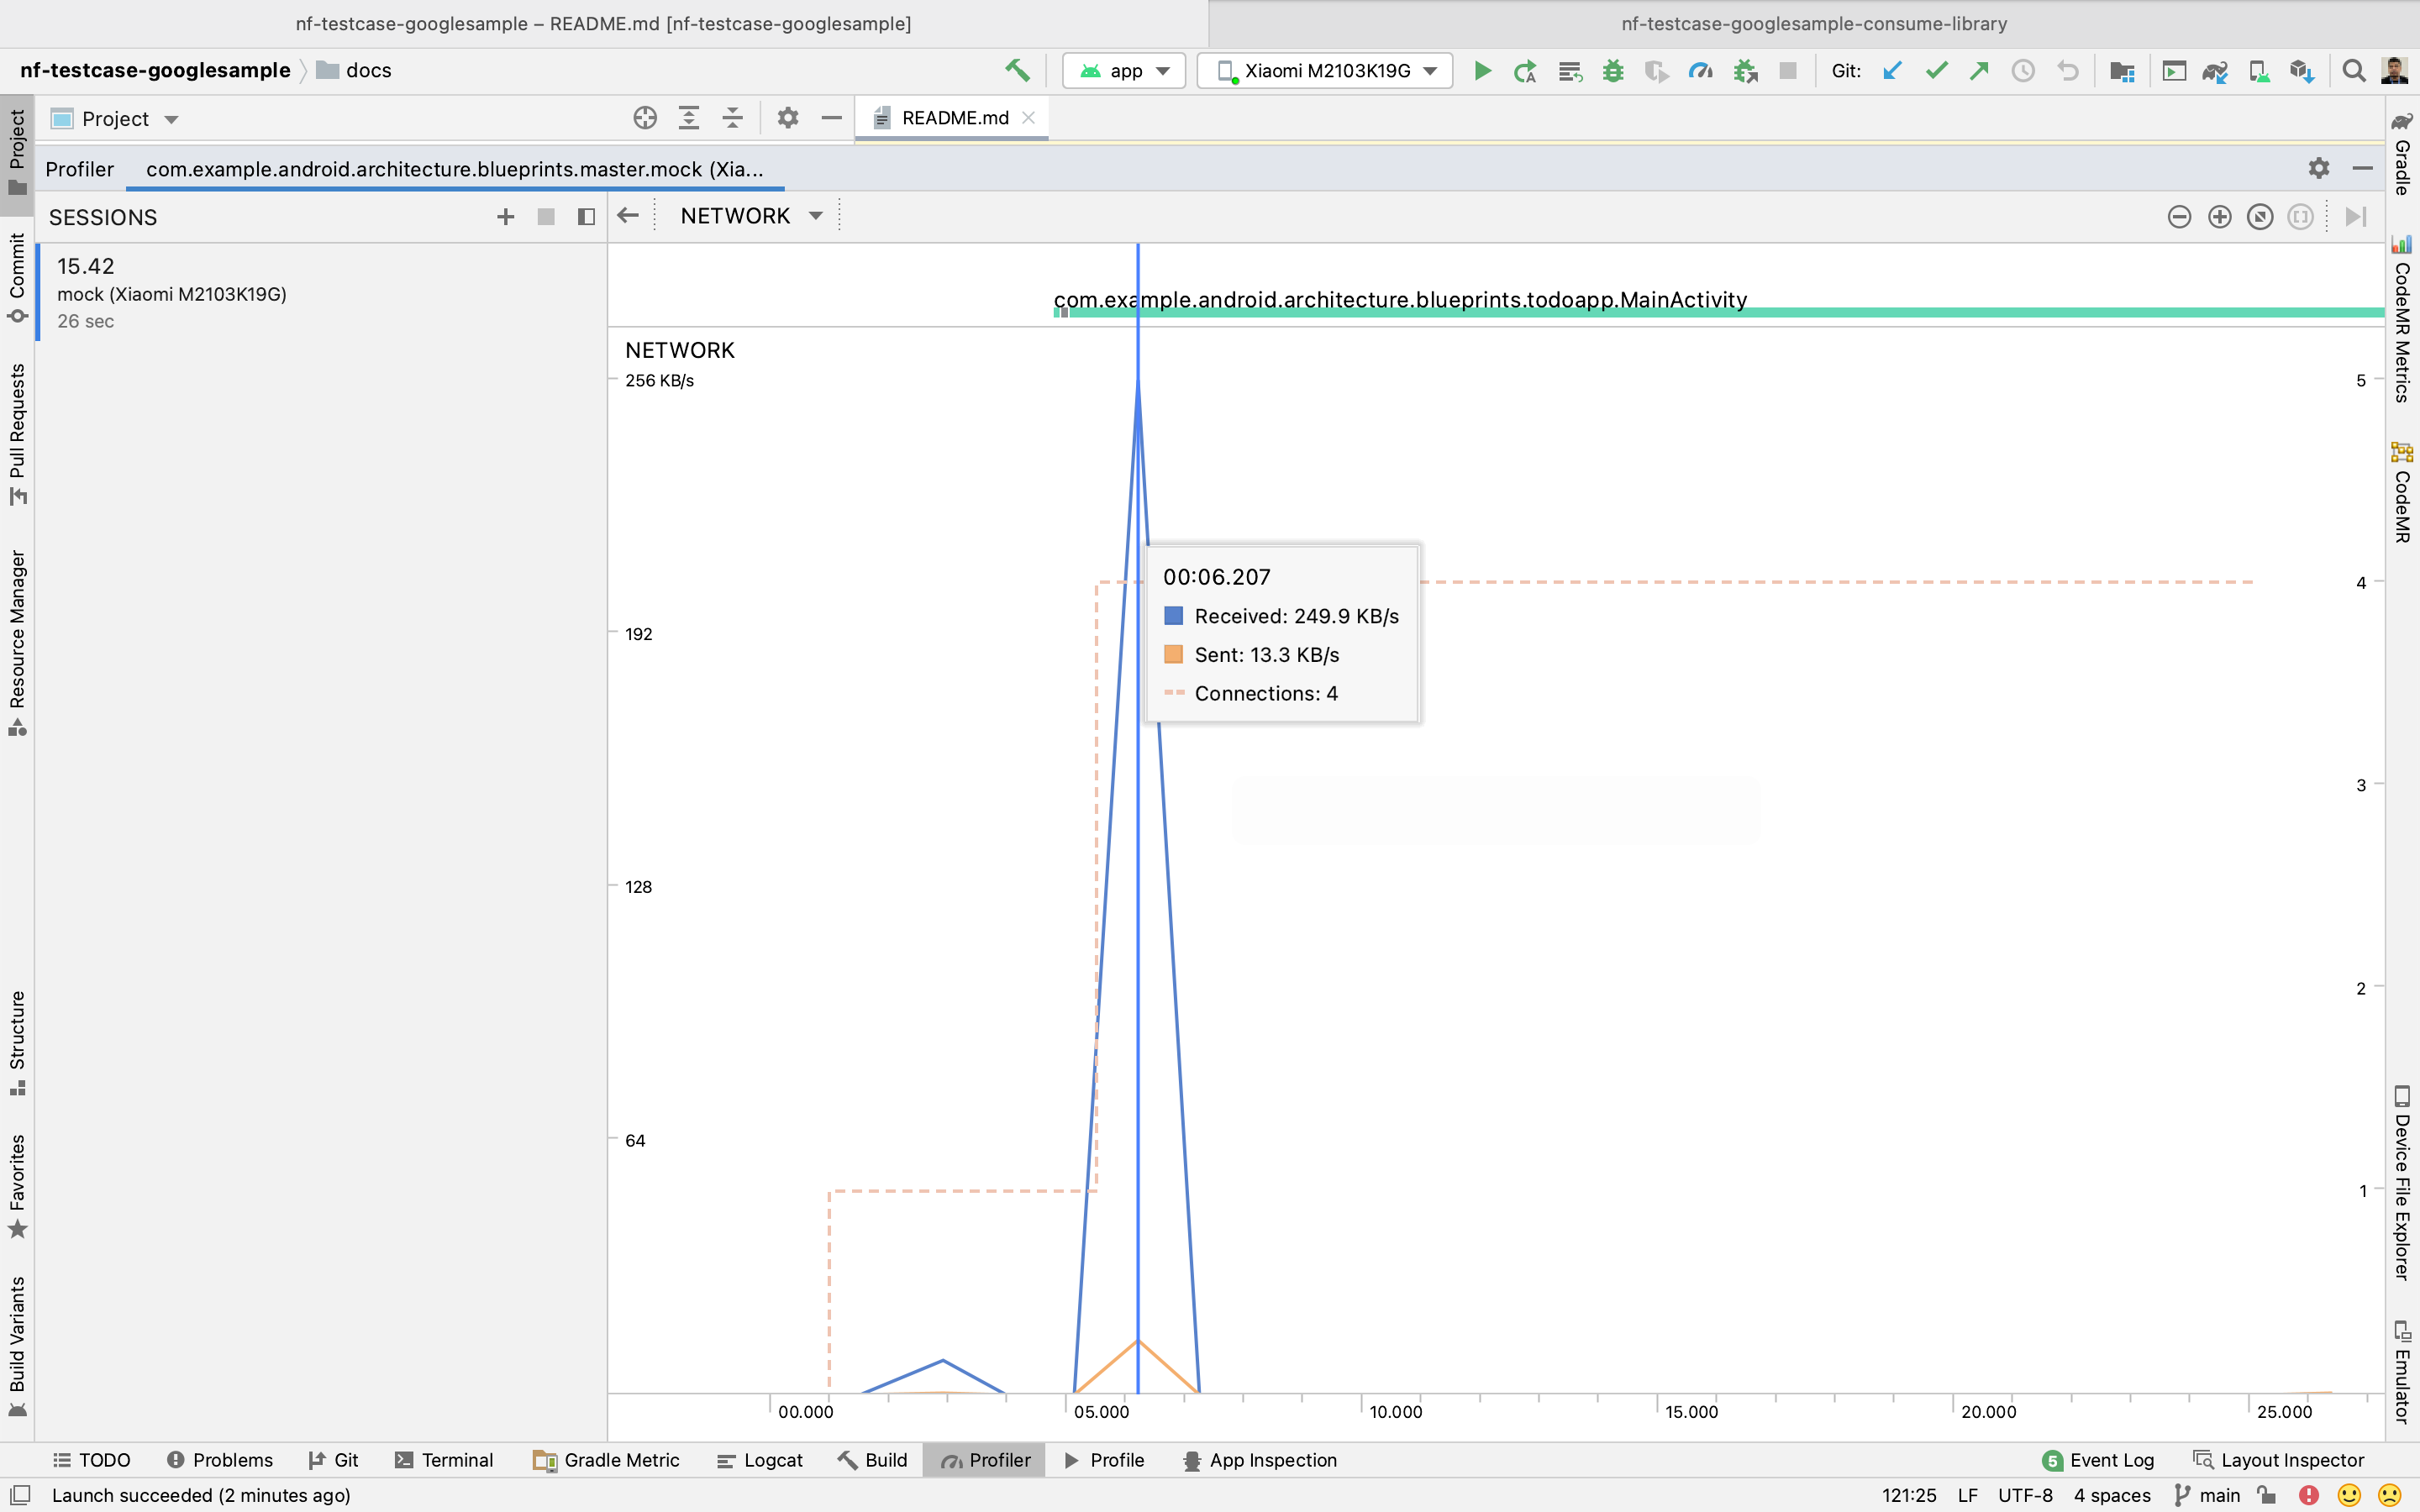 nf-testcase-googlesample – README.md [nf-testcase-googlesample]
nf-testcase-googlesample-consume-library
nf-testcase-googlesample
docs
app
Xiaomi M2103K19G
Git:
Project
README.md
Profiler
com.example.android.architecture.blueprints.master.mock (Xia...
SESSIONS
NETWORK
15.42
mock (Xiaomi M2103K19G)
26 sec
com.example.android.architecture.blueprints.todoapp.MainActivity
NETWORK
256 KB/s
192
128
64
5
4
3
2
1
00:06.207
Received: 249.9 KB/s
Sent: 13.3 KB/s
Connections: 4
00.000
05.000
10.000
15.000
20.000
25.000
Project
Commit
Pull Requests
Resource Manager
Structure
Favorites
Build Variants
Gradle
CodeMR Metrics
CodeMR
Device File Explorer
Emulator
TODO
Problems
Git
Terminal
Gradle Metric
Logcat
Build
Profiler
Profile
App Inspection
5
Event Log
Layout Inspector
Launch succeeded (2 minutes ago)
121:25
LF
UTF-8
4 spaces
main